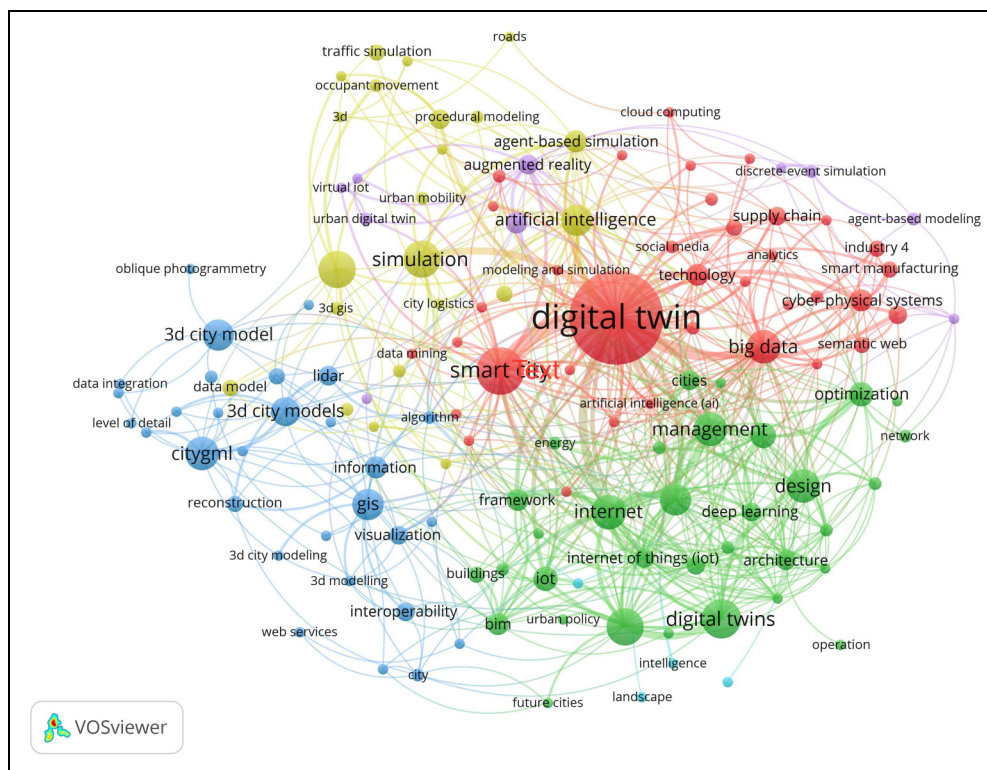 roads
traffic simulation
occupant movement
cloud computing
3d
procedural modeling
agent-based simulation
augmented reality
discrete-event simulation
virtual iot
urban mobility
urban digital twin
artificial intelligence
supply chain
agent-based modeling
social media
analytics
industry 4
simulation
oblique photogrammetry
modeling and simulation
technology
smart manufacturing
3d gis
city logistics
cyber-physical systems
digital twin
3d city model
semantic web
data mining
big data
smart city
Text
data integration
data model
lidar
cities
optimization
level of detail
3d city models
algorithm
artificial intelligence (ai)
management
network
citygml
energy
information
design
reconstruction
gis
framework
internet
deep learning
visualization
3d city modeling
internet of things (iot)
architecture
3d modelling
buildings
iot
interoperability
web services
bim
urban policy
digital twins
operation
city
intelligence
future cities
landscape
VOSviewer